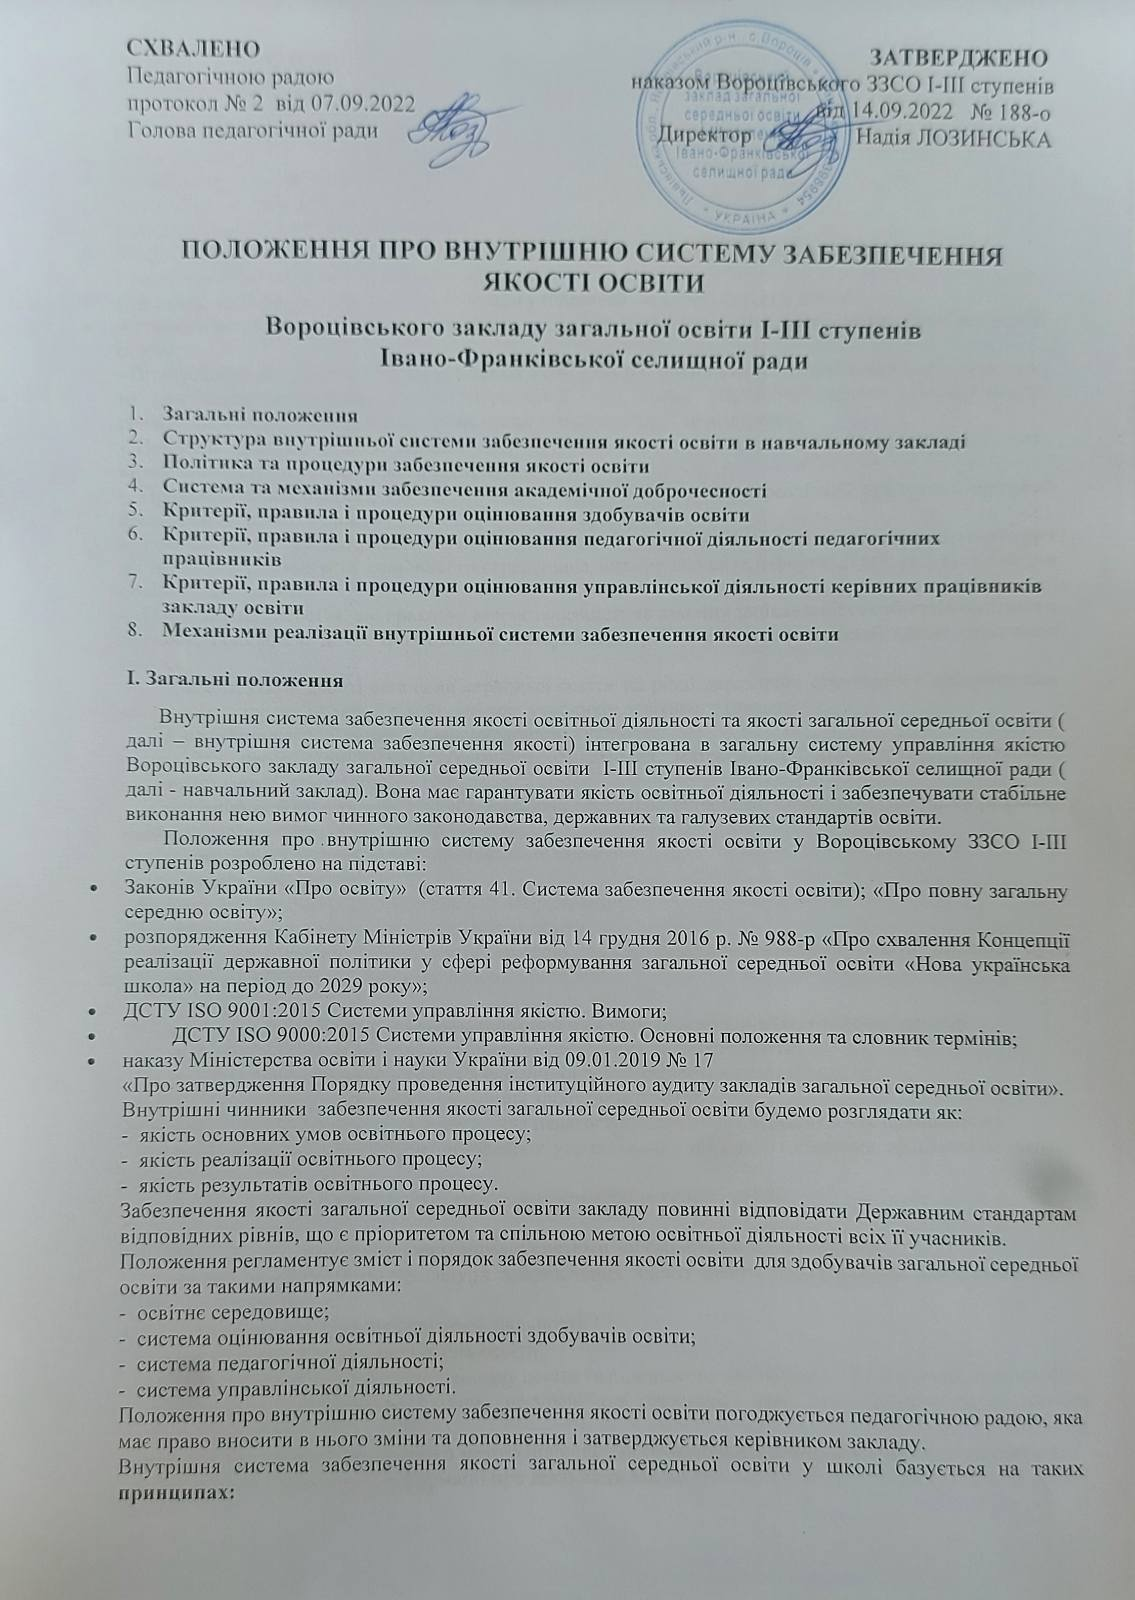 СХВАЛЕНО
Педагогічною радою
протокол № 2 від 07.09.2022
Голова педагогічної ради
ЗАТВЕРДЖЕНО
наказом Вороцівського ЗЗСО І-ІІІ ступенів
від 14.09.2022 № 188-о
Директор Надія ЛОЗИНСЬКА
заклад загальної
середньої освіти
Івано-Франківської
селищної ради
УКРАЇНА
ПОЛОЖЕННЯ ПРО ВНУТРІШНЮ СИСТЕМУ ЗАБЕЗПЕЧЕННЯ
ЯКОСТІ ОСВІТИ
Вороцівського закладу загальної освіти І-ІІІ ступенів
Івано-Франківської селищної ради
1. Загальні положення
2. Структура внутрішньої системи забезпечення якості освіти в навчальному закладі
3. Політика та процедури забезпечення якості освіти
4. Система та механізми забезпечення академічної доброчесності
5. Критерії, правила і процедури оцінювання здобувачів освіти
6. Критерії, правила і процедури оцінювання педагогічної діяльності педагогічних
працівників
7. Критерії, правила і процедури оцінювання управлінської діяльності керівних працівників
закладу освіти
8. Механізми реалізації внутрішньої системи забезпечення якості освіти
І. Загальні положення
Внутрішня система забезпечення якості освітньої діяльності та якості загальної середньої освіти (
далі – внутрішня система забезпечення якості) інтегрована в загальну систему управління якістю
Вороцівського закладу загальної середньої освіти І-ІІІ ступенів Івано-Франківської селищної ради (
далі - навчальний заклад). Вона має гарантувати якість освітньої діяльності і забезпечувати стабільне
виконання нею вимог чинного законодавства, державних та галузевих стандартів освіти.
Положення про внутрішню систему забезпечення якості освіти у Вороцівському ЗЗСО І-ІІІ
ступенів розроблено на підставі:
• Законів України «Про освіту» (стаття 41. Система забезпечення якості освіти); «Про повну загальну
середню освіту»;
• розпорядження Кабінету Міністрів України від 14 грудня 2016 р. № 988-р «Про схвалення Концепції
реалізації державної політики у сфері реформування загальної середньої освіти «Нова українська
школа» на період до 2029 року»;
• ДСТУ ISO 9001:2015 Системи управління якістю. Вимоги;
• ДСТУ ISO 9000:2015 Системи управління якістю. Основні положення та словник термінів;
• наказу Міністерства освіти і науки України від 09.01.2019 № 17
«Про затвердження Порядку проведення інституційного аудиту закладів загальної середньої освіти».
Внутрішні чинники забезпечення якості загальної середньої освіти будемо розглядати як:
- якість основних умов освітнього процесу;
- якість реалізації освітнього процесу;
- якість результатів освітнього процесу.
Забезпечення якості загальної середньої освіти закладу повинні відповідати Державним стандартам
відповідних рівнів, що є пріоритетом та спільною метою освітньої діяльності всіх її учасників.
Положення регламентує зміст і порядок забезпечення якості освіти для здобувачів загальної середньої
освіти за такими напрямками:
- освітнє середовище;
- система оцінювання освітньої діяльності здобувачів освіти;
- система педагогічної діяльності;
- система управлінської діяльності.
Положення про внутрішню систему забезпечення якості освіти погоджується педагогічною радою, яка
має право вносити в нього зміни та доповнення і затверджується керівником закладу.
Внутрішня система забезпечення якості загальної середньої освіти у школі базується на таких
принципах: